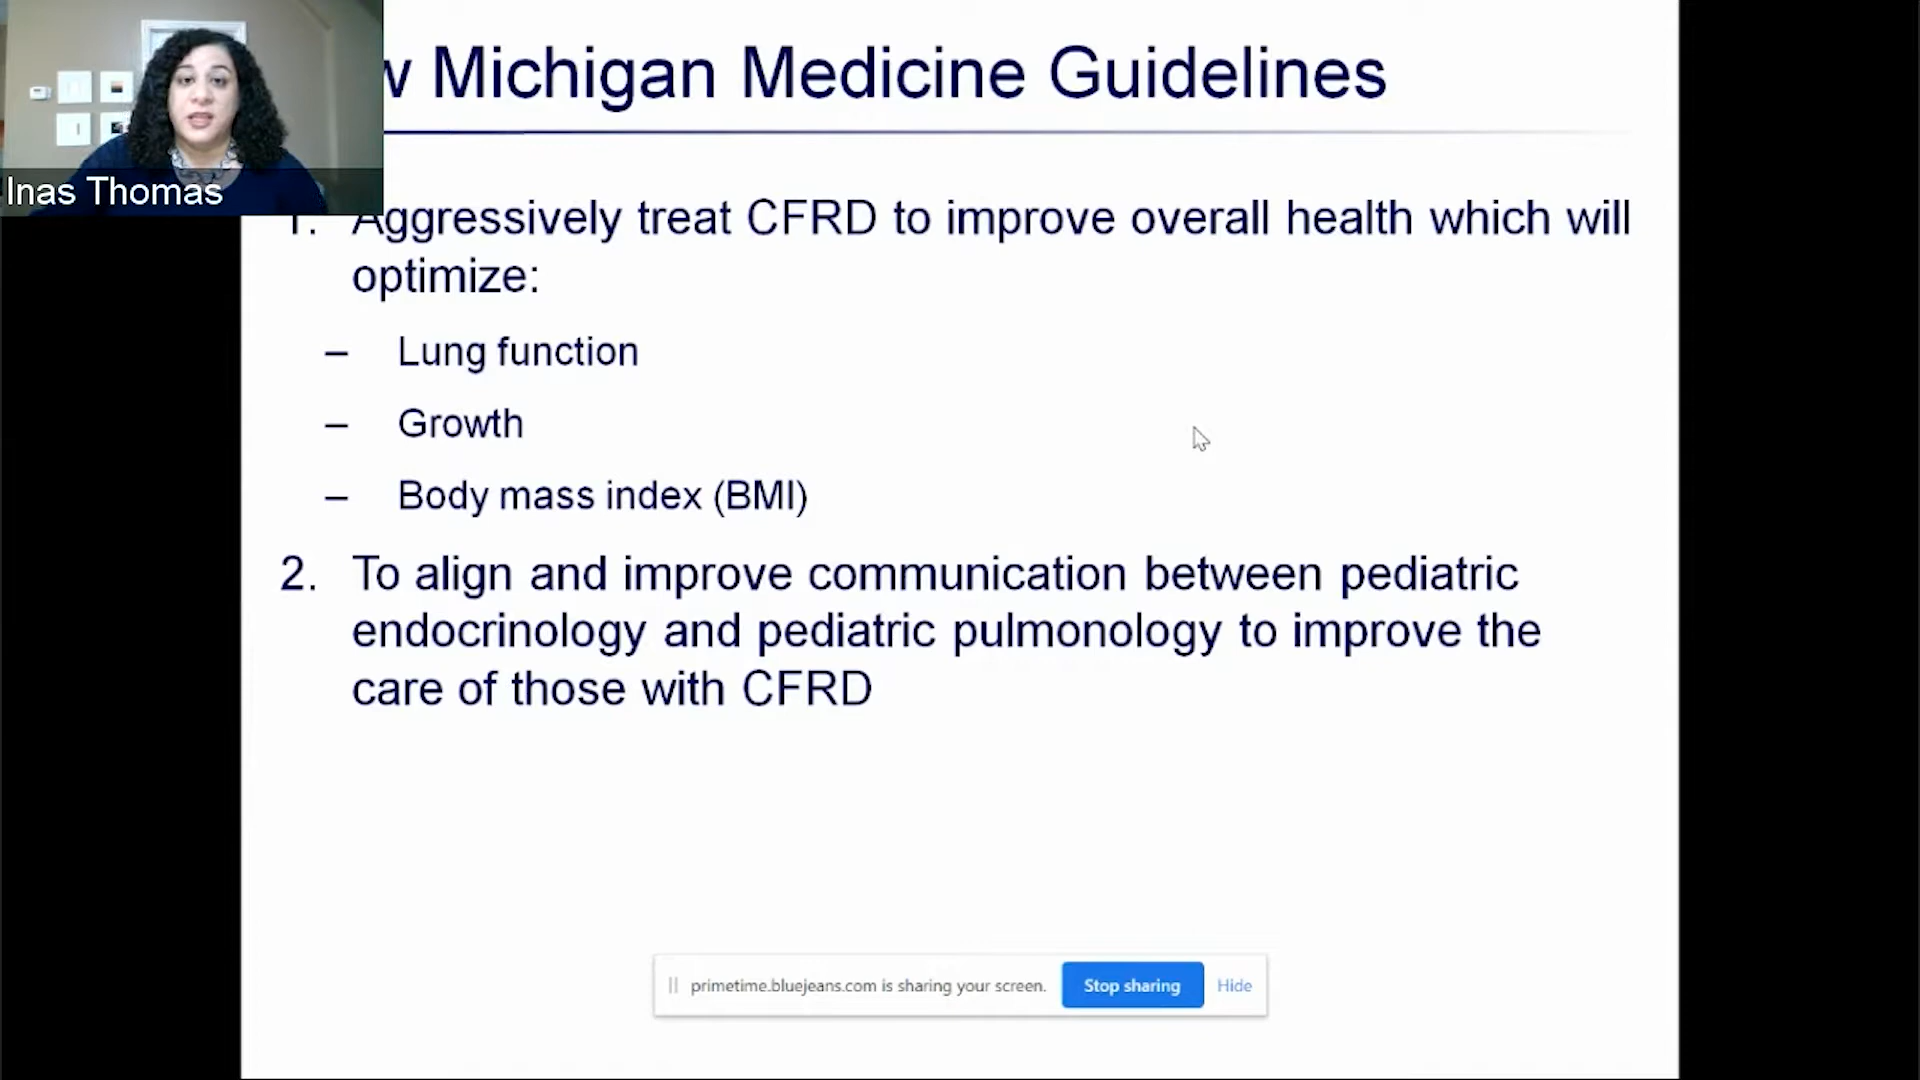 w Michigan Medicine Guidelines
Inas Thomas
1. Aggressively treat CFRD to improve overall health which will
optimize:
– Lung function
– Growth
– Body mass index (BMI)
2. To align and improve communication between pediatric
endocrinology and pediatric pulmonology to improve the
care of those with CFRD
primetime.bluejeans.com is sharing your screen. Stop sharing Hide